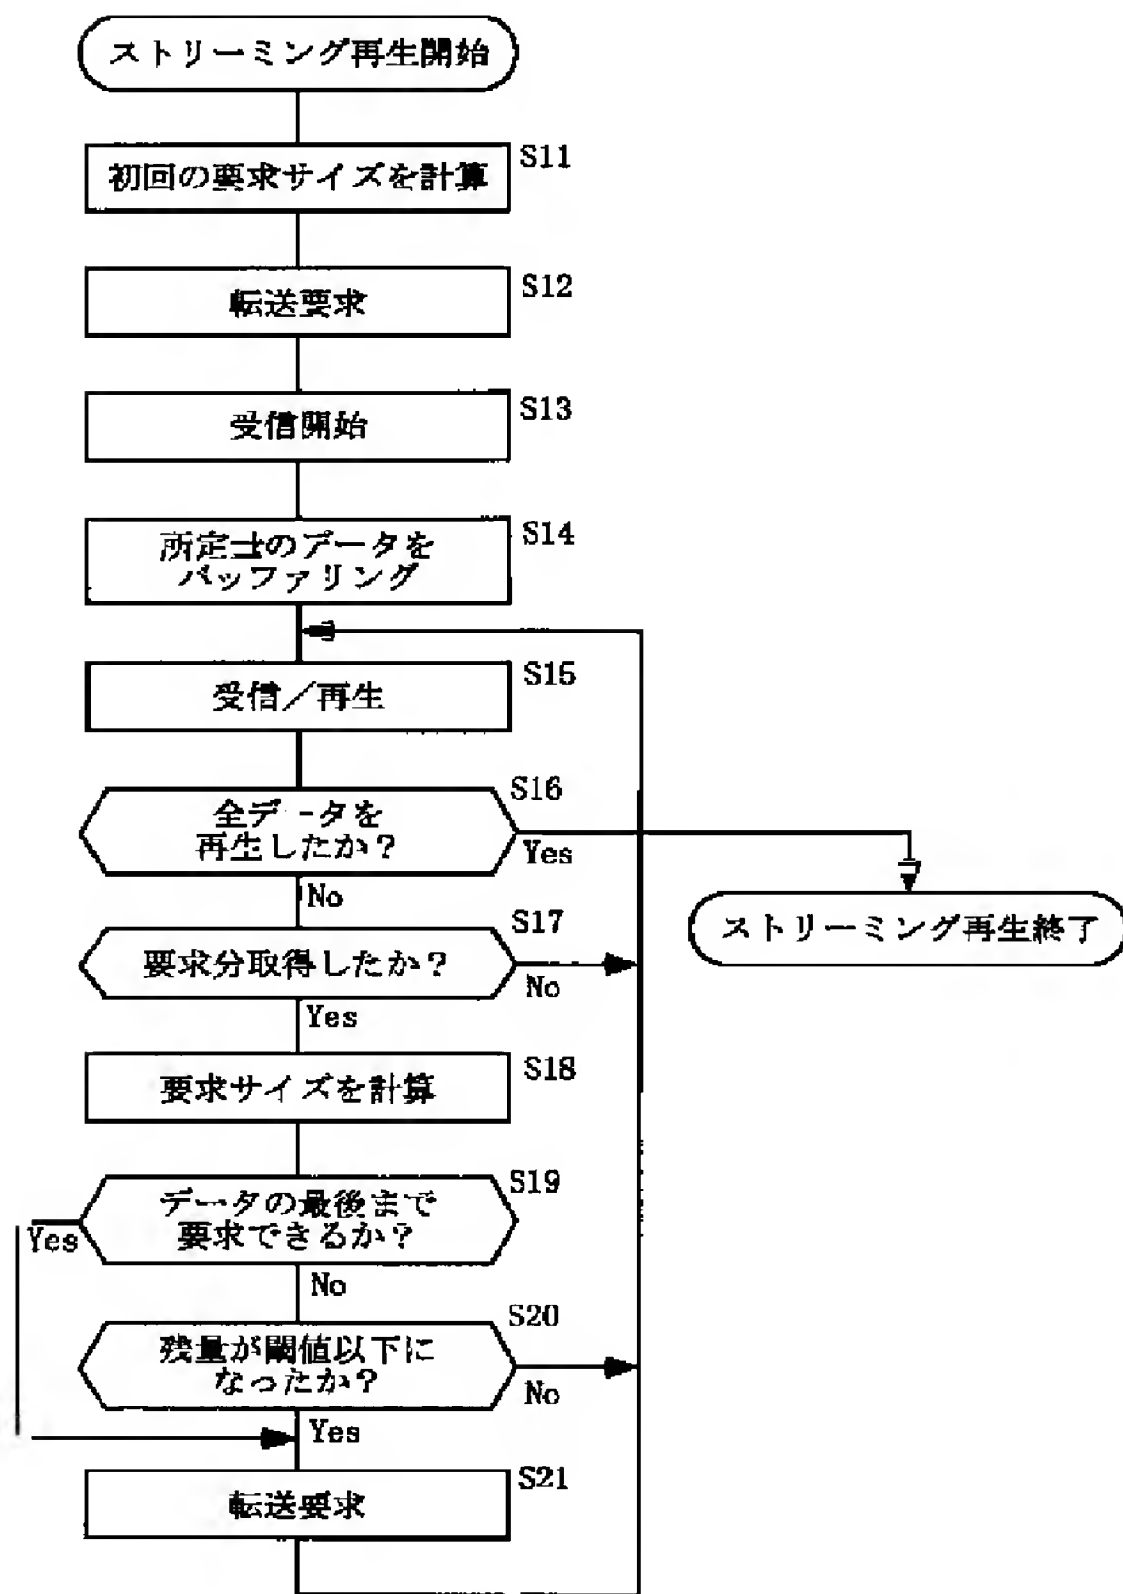 ストリーミング再生開始
S11
初回の要求サイズを計算
S12
転送要求
S13
受信開始
S14
所定量のデータを
バッファリング
S15
受信／再生
S16
全データを
再生したか？
Yes
No
S17
要求分取得したか？
No
Yes
ストリーミング再生終了
S18
要求サイズを計算
S19
データの最後まで
要求できるか？
Yes
No
S20
残量が閾値以下に
なったか？
No
Yes
S21
転送要求